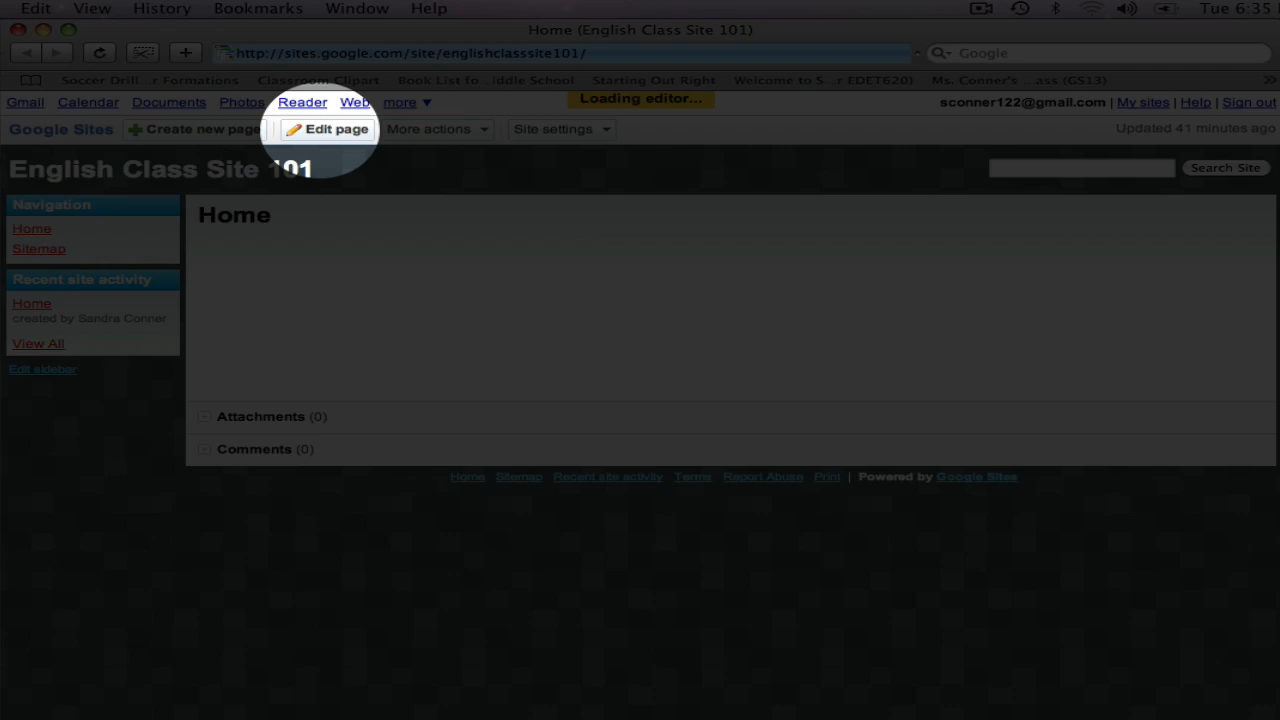 Edit View History Bookmarks Window Help Tue 6:35
Home (English Class Site 101)
http://sites.google.com/site/englishclasssite101/ Google
Soccer Drill...r Formations Classroom Clipart Book List fo...iddle School Starting Out Right Welcome to S...r EDET620) Ms. Conner's ...ass (GS13)
Gmail Calendar Documents Photos Reader Web more ▼ Loading editor... sconner122@gmail.com | My sites | Help | Sign out
Google Sites Create new page Edit page More actions Site settings Updated 41 minutes ago
English Class Site 101 Search Site
Navigation
Home
Home
Sitemap
Recent site activity
Home
created by Sandra Conner
View All
Edit sidebar
Attachments (0)
Comments (0)
Home Sitemap Recent site activity Terms Report Abuse Print | Powered by Google Sites